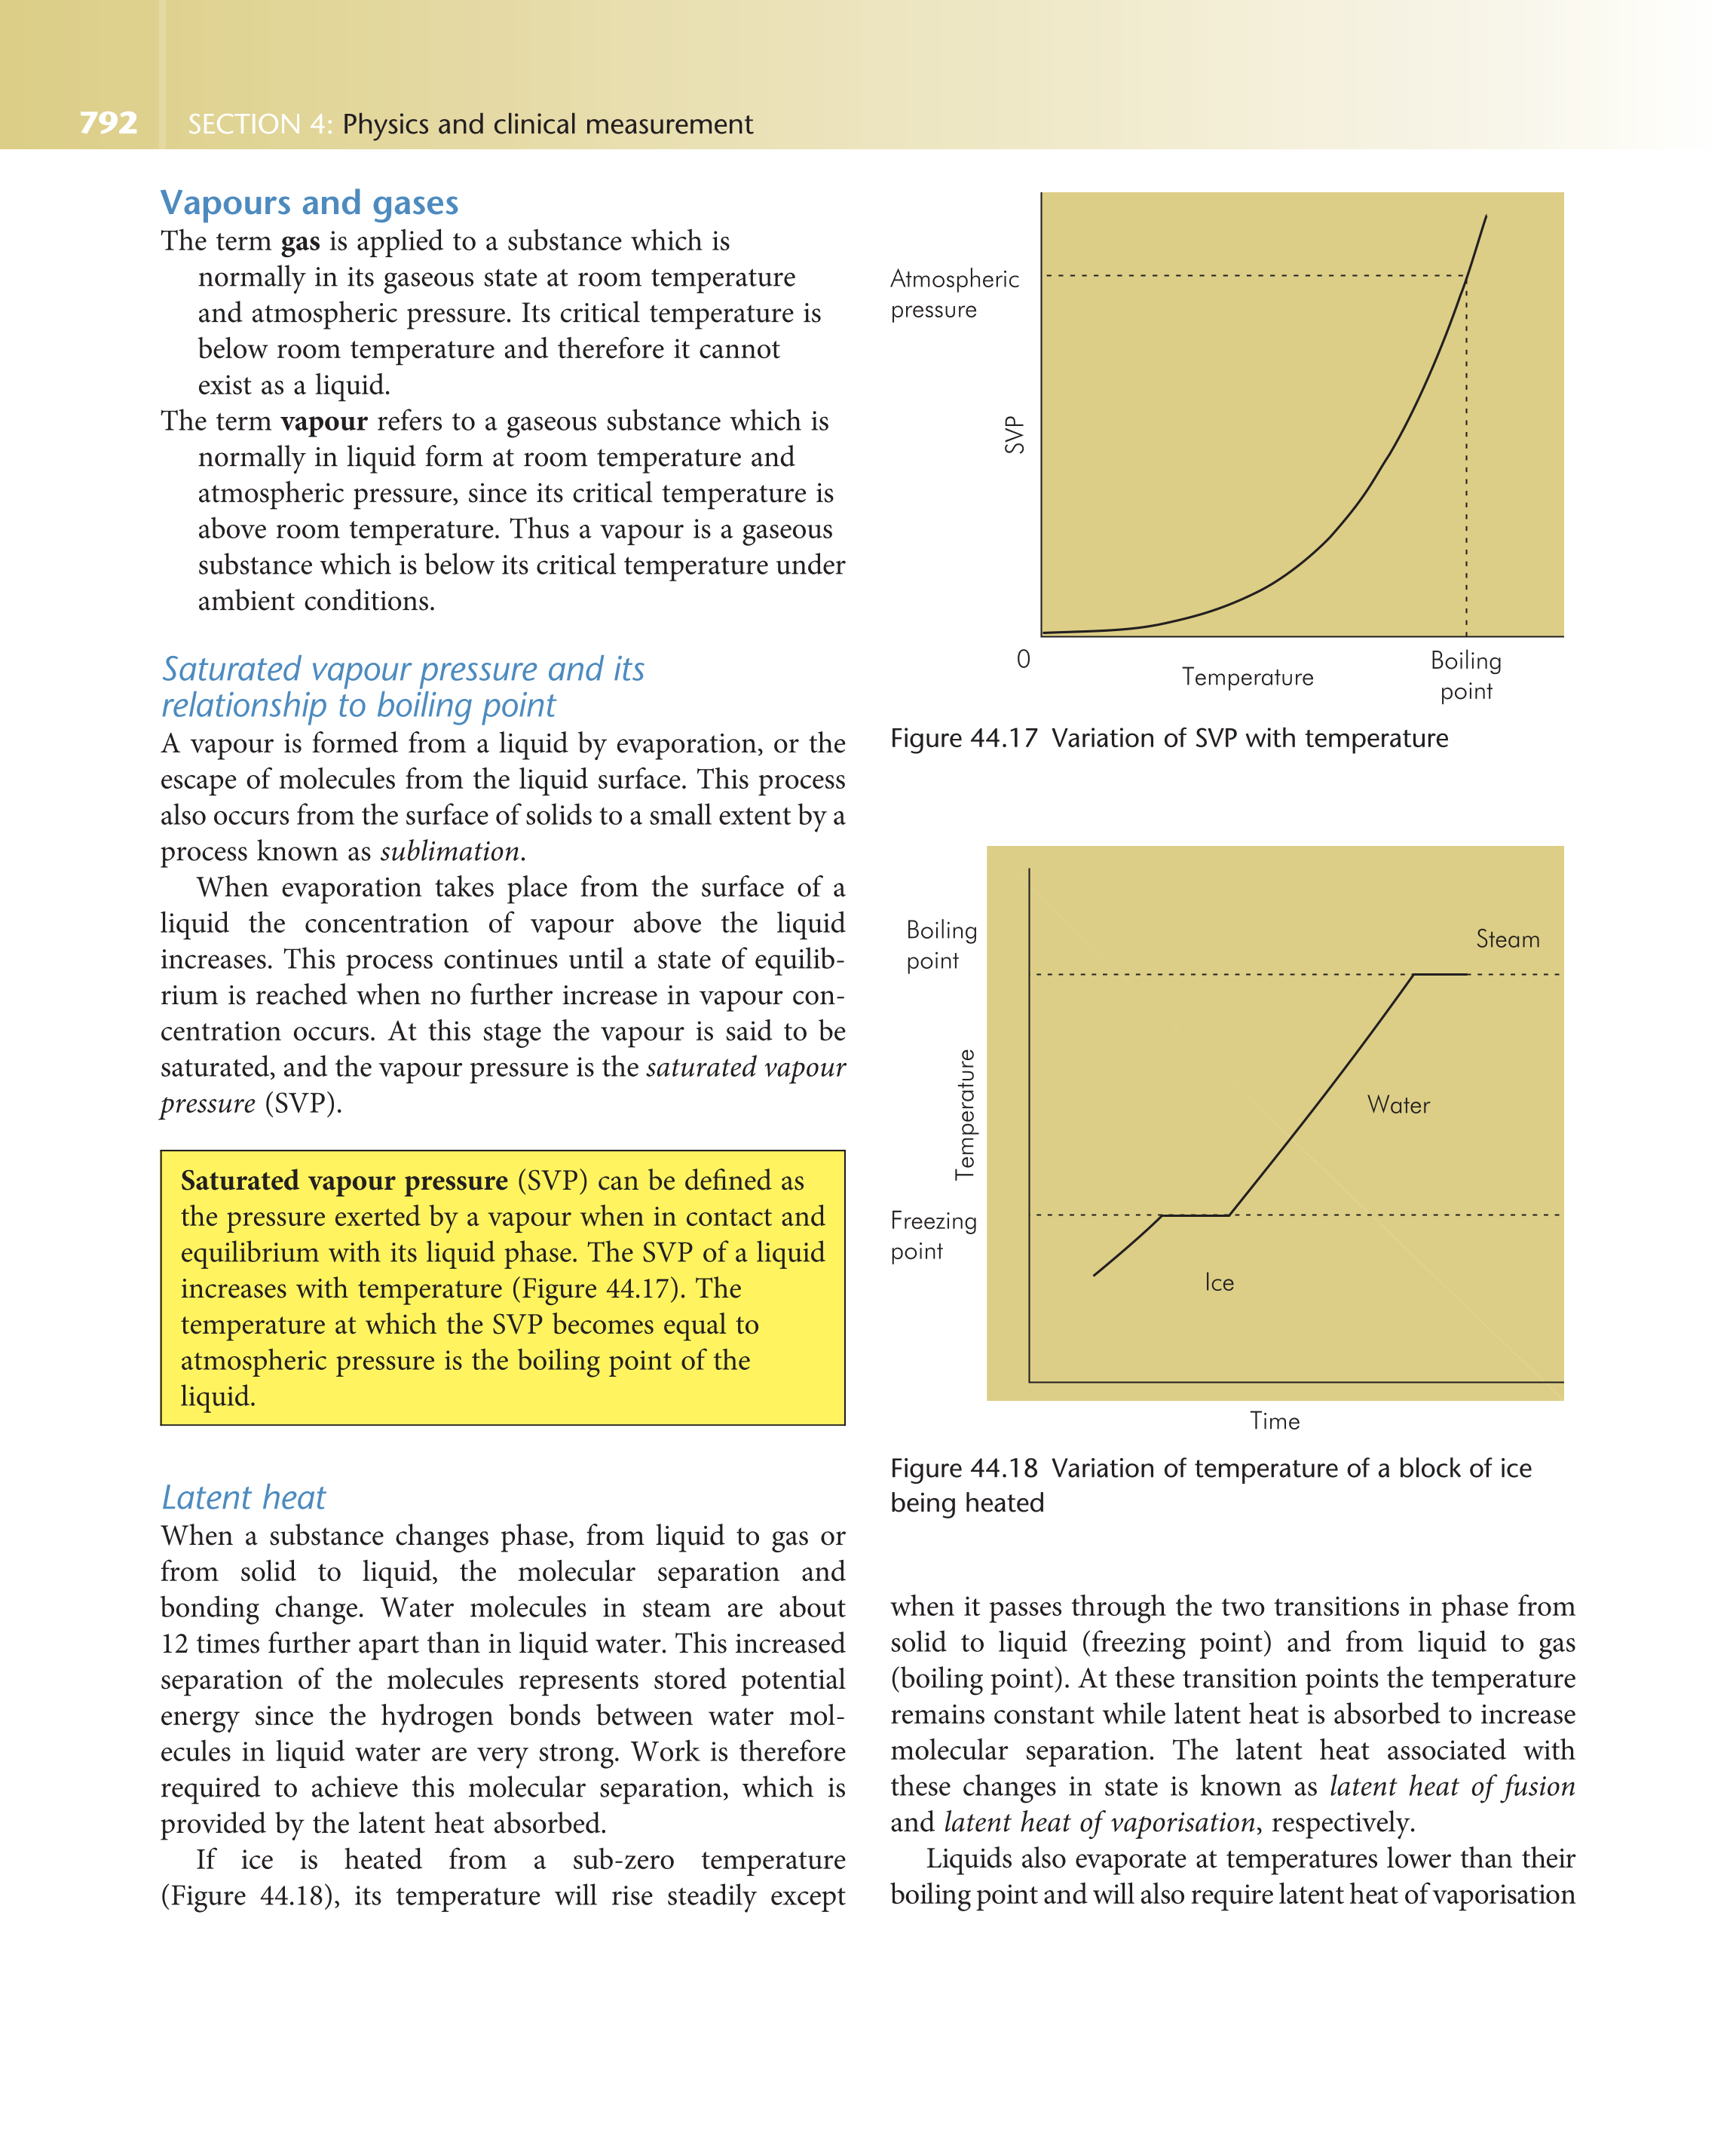 792 SECTION 4: Physics and clinical measurement
Vapours and gases
The term gas is applied to a substance which is
normally in its gaseous state at room temperature
and atmospheric pressure. Its critical temperature is
below room temperature and therefore it cannot
exist as a liquid.
The term vapour refers to a gaseous substance which is
normally in liquid form at room temperature and
atmospheric pressure, since its critical temperature is
above room temperature. Thus a vapour is a gaseous
substance which is below its critical temperature under
ambient conditions.
Saturated vapour pressure and its
relationship to boiling point
A vapour is formed from a liquid by evaporation, or the
escape of molecules from the liquid surface. This process
also occurs from the surface of solids to a small extent by a
process known as sublimation.
When evaporation takes place from the surface of a
liquid the concentration of vapour above the liquid
increases. This process continues until a state of equilib-
rium is reached when no further increase in vapour con-
centration occurs. At this stage the vapour is said to be
saturated, and the vapour pressure is the saturated vapour
pressure (SVP).
Saturated vapour pressure (SVP) can be defined as
the pressure exerted by a vapour when in contact and
equilibrium with its liquid phase. The SVP of a liquid
increases with temperature (Figure 44.17). The
temperature at which the SVP becomes equal to
atmospheric pressure is the boiling point of the
liquid.
Latent heat
When a substance changes phase, from liquid to gas or
from solid to liquid, the molecular separation and
bonding change. Water molecules in steam are about
12 times further apart than in liquid water. This increased
separation of the molecules represents stored potential
energy since the hydrogen bonds between water mol-
ecules in liquid water are very strong. Work is therefore
required to achieve this molecular separation, which is
provided by the latent heat absorbed.
If ice is heated from a sub-zero temperature
(Figure 44.18), its temperature will rise steadily except
Atmospheric
pressure
SVP
0
Temperature
Boiling
point
Figure 44.17 Variation of SVP with temperature
Boiling
point
Steam
Temperature
Water
Freezing
point
Ice
Time
Figure 44.18 Variation of temperature of a block of ice
being heated
when it passes through the two transitions in phase from
solid to liquid (freezing point) and from liquid to gas
(boiling point). At these transition points the temperature
remains constant while latent heat is absorbed to increase
molecular separation. The latent heat associated with
these changes in state is known as latent heat of fusion
and latent heat of vaporisation, respectively.
Liquids also evaporate at temperatures lower than their
boiling point and will also require latent heat of vaporisation